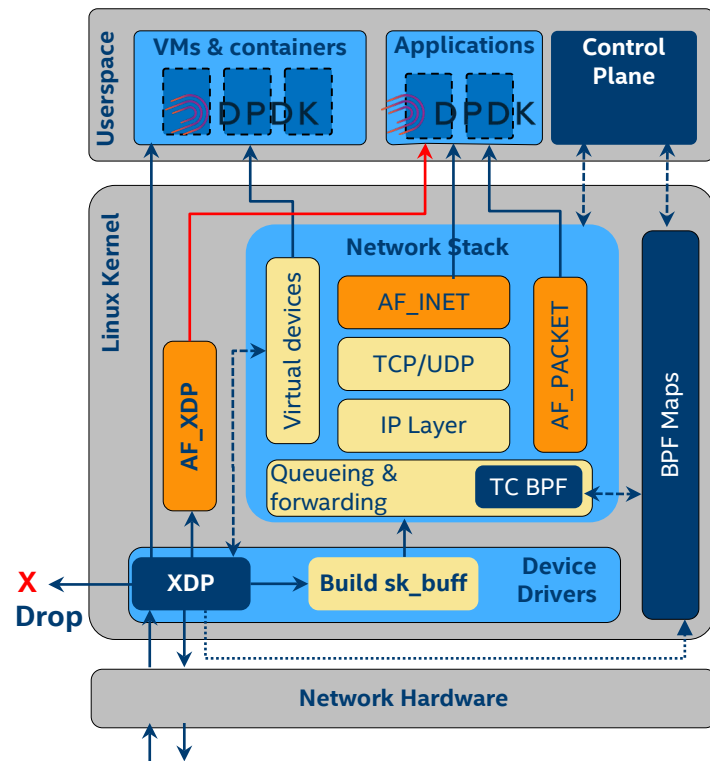 Userspace
VMs & containers
DPDK
Applications
DPDK
Control
Plane
Linux Kernel
Network Stack
Virtual devices
AF_INET
TCP/UDP
IP Layer
AF_PACKET
AF_XDP
BPF Maps
Queueing &
forwarding
TC BPF
X
Drop
XDP
Build sk_buff
Device
Drivers
Network Hardware